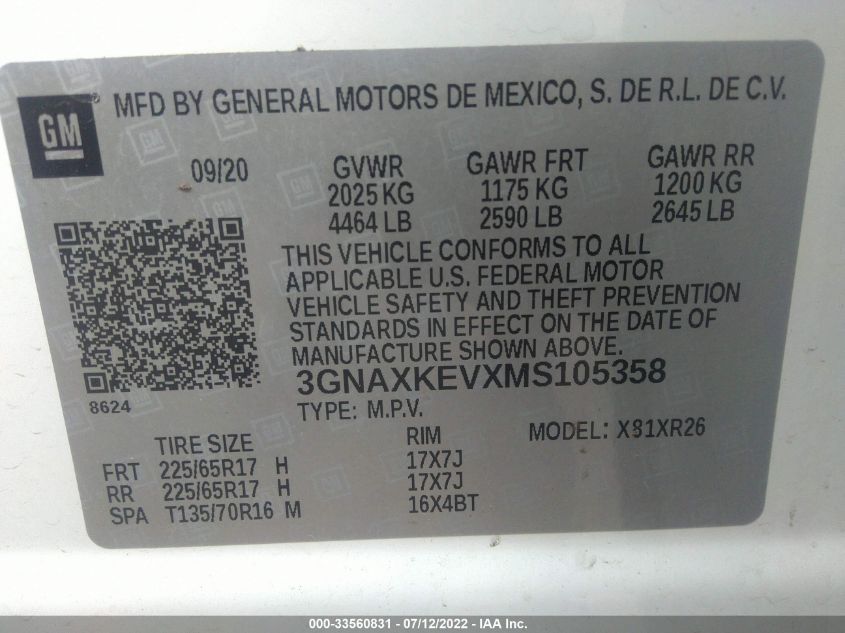 GM ® MFD BY GENERAL MOTORS DE MEXICO, S. DE R.L. DE C.V.
09/20 GVWR GAWR FRT GAWR RR
2025 KG 1175 KG 1200 KG
4464 LB 2590 LB 2645 LB
THIS VEHICLE CONFORMS TO ALL
APPLICABLE U.S. FEDERAL MOTOR
VEHICLE SAFETY AND THEFT PREVENTION
STANDARDS IN EFFECT ON THE DATE OF
MANUFACTURE SHOWN ABOVE.
3GNAXKEVXMS105358
8624 TYPE: M.P.V.
TIRE SIZE RIM MODEL: X81XR26
FRT 225/65R17 H 17X7J
RR 225/65R17 H 17X7J
SPA T135/70R16 M 16X4BT
000-33560831 - 07/12/2022 - IAA Inc.